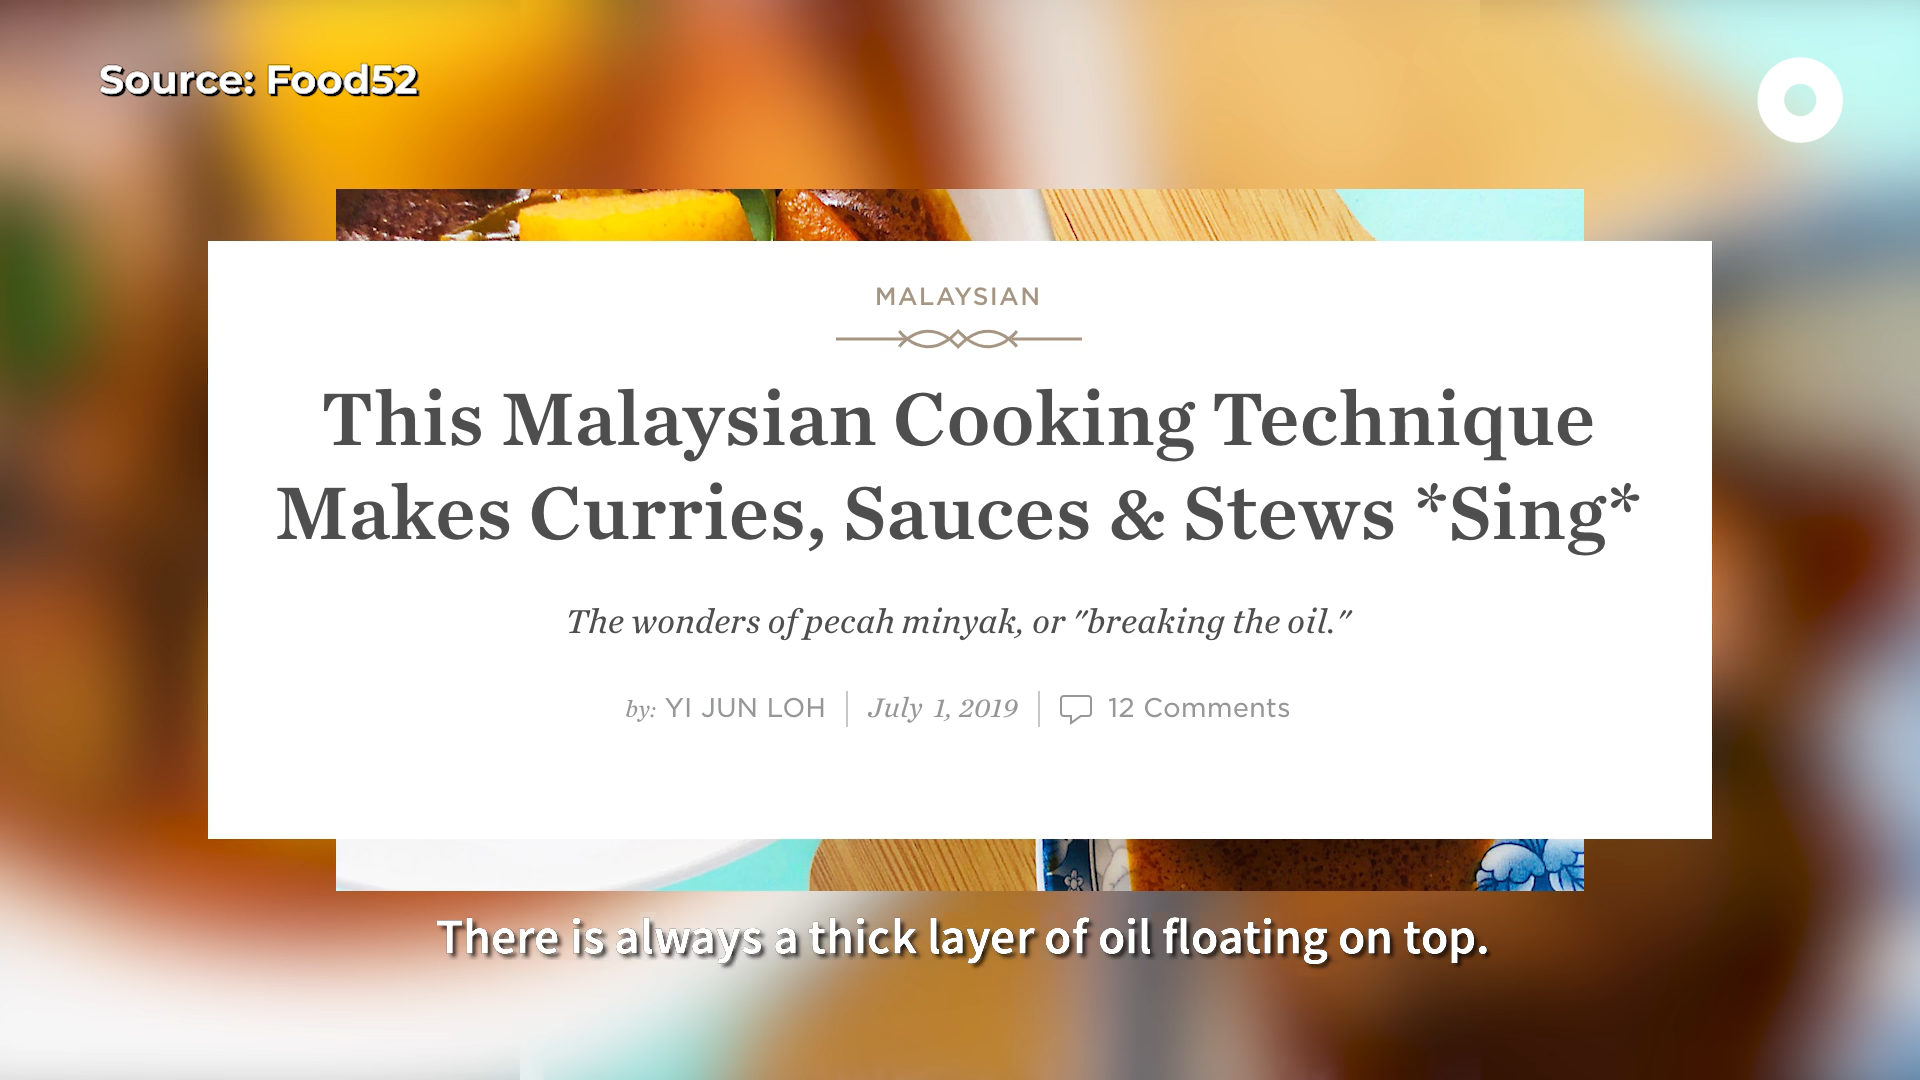 Source: Food52
MALAYSIAN
This Malaysian Cooking Technique
Makes Curries, Sauces & Stews *Sing*
The wonders of pecah minyak, or "breaking the oil."
by: YI JUN LOH | July 1, 2019 | 12 Comments
There is always a thick layer of oil floating on top.